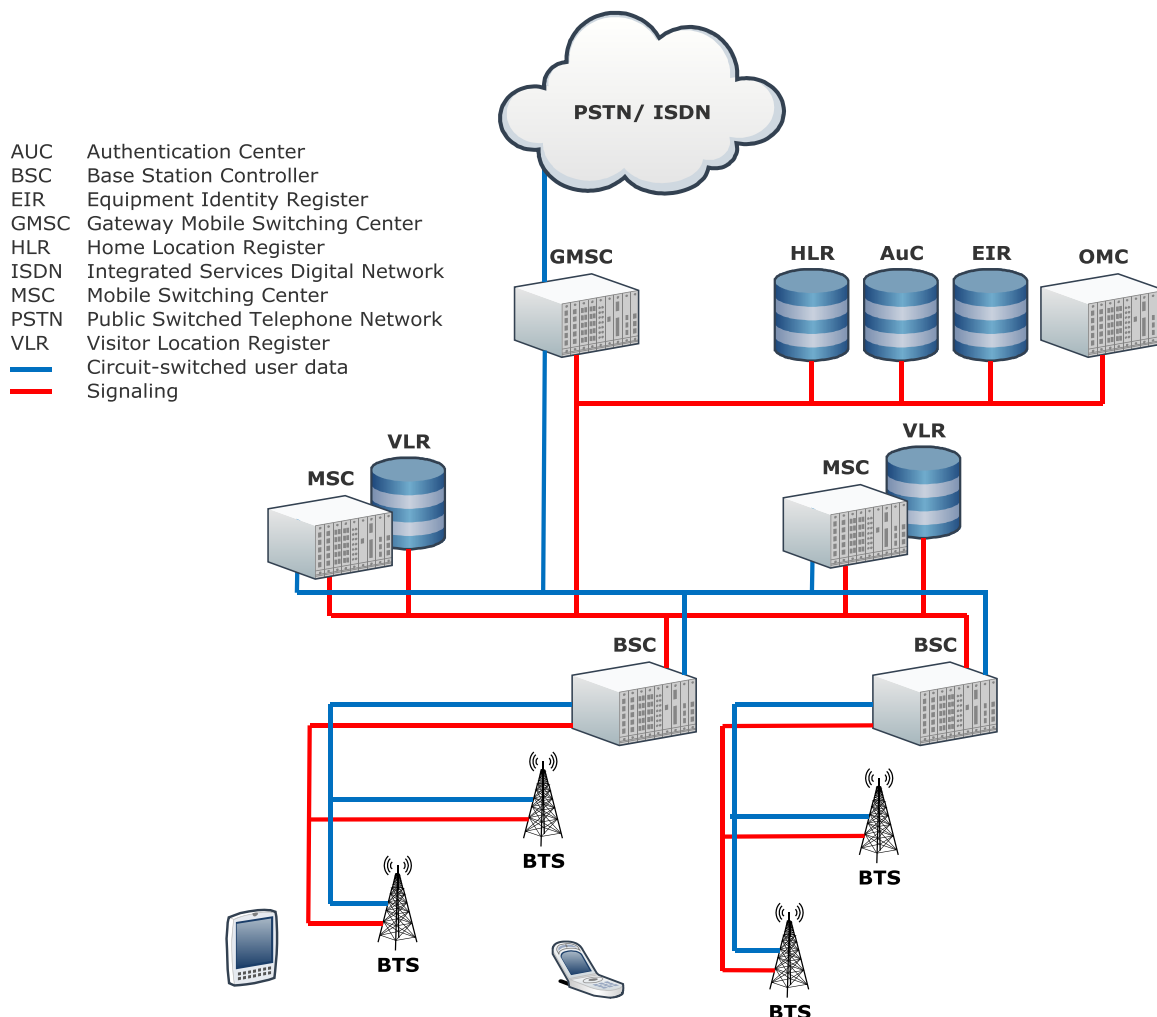 PSTN/ ISDN
AUC Authentication Center
BSC Base Station Controller
EIR Equipment Identity Register
GMSC Gateway Mobile Switching Center
HLR Home Location Register
ISDN Integrated Services Digital Network
MSC Mobile Switching Center
PSTN Public Switched Telephone Network
VLR Visitor Location Register
Circuit-switched user data
Signaling
GMSC
HLR
AuC
EIR
OMC
VLR
MSC
VLR
MSC
BSC
BSC
BTS
BTS
BTS
BTS